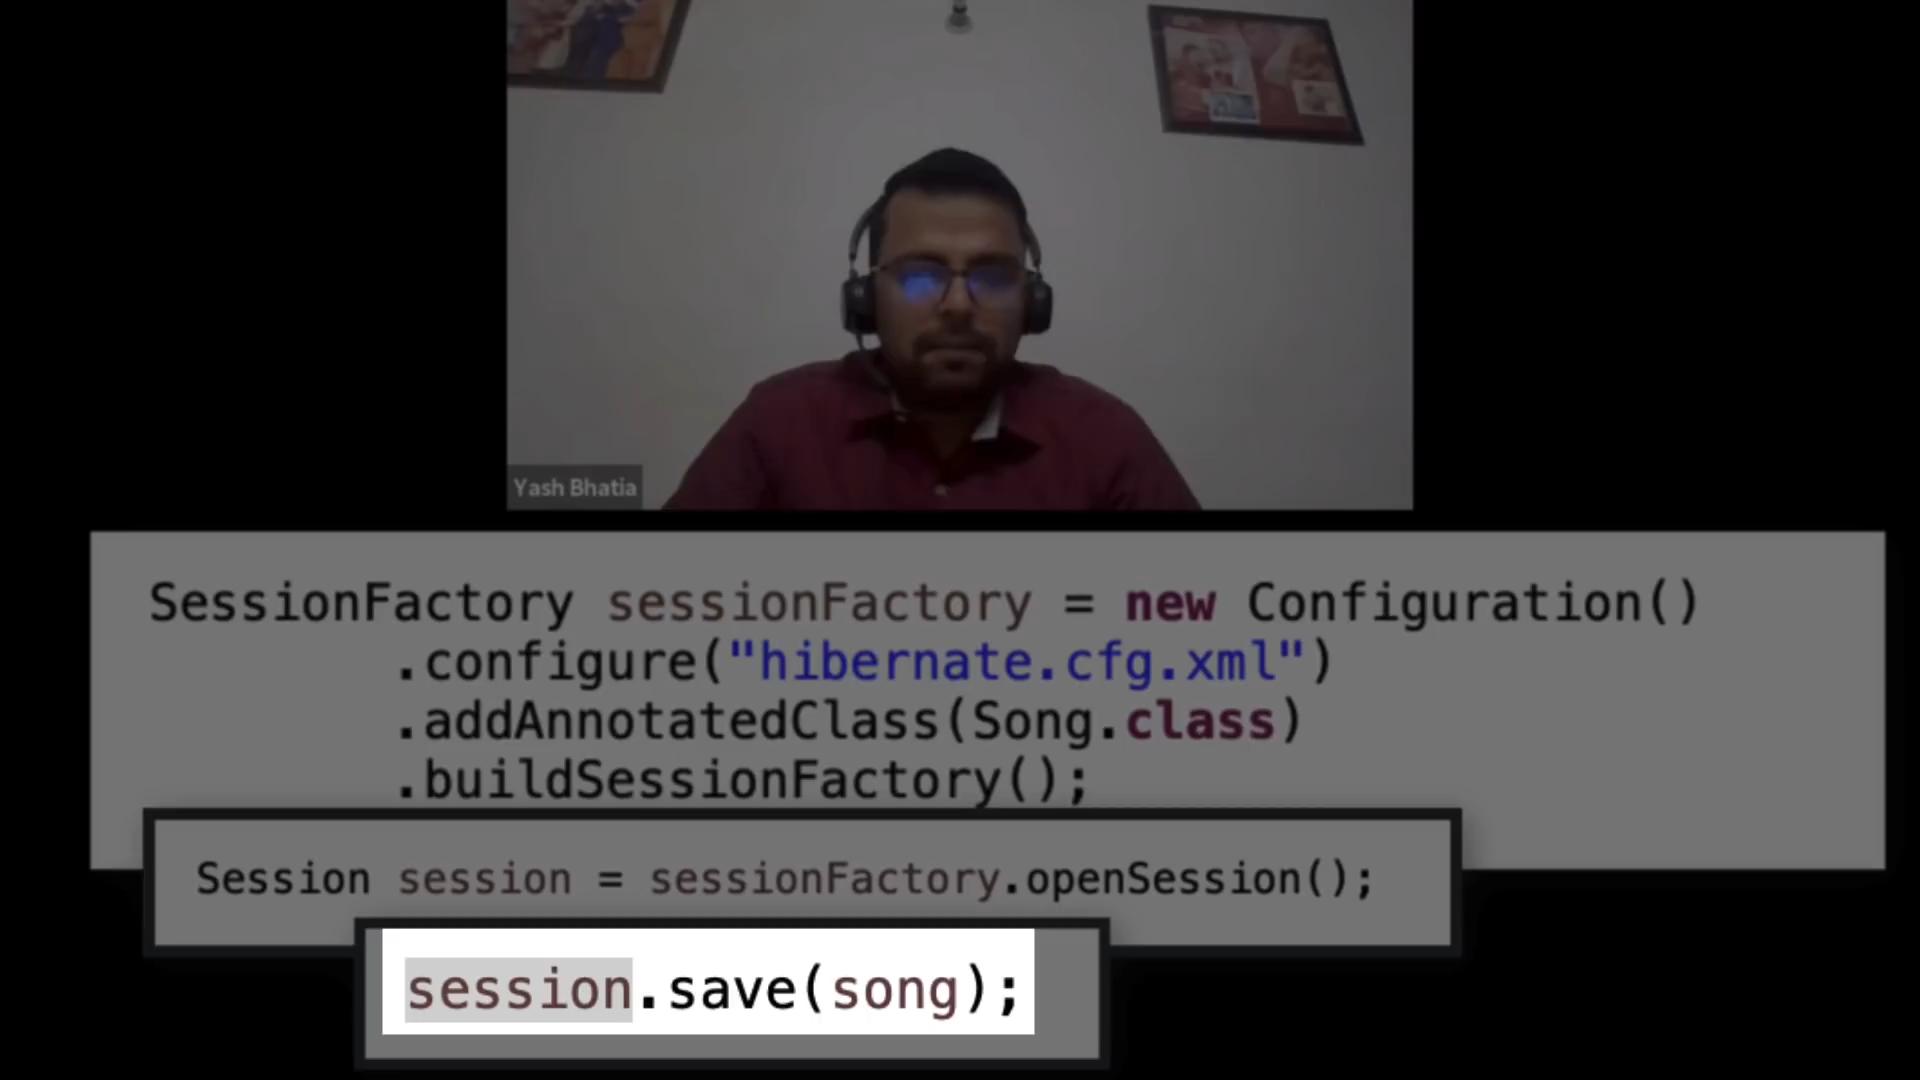 Yash Bhatia
SessionFactory sessionFactory = new Configuration()
.configure("hibernate.cfg.xml")
.addAnnotatedClass(Song.class)
.buildSessionFactory();
Session session = sessionFactory.openSession();
session.save(song);